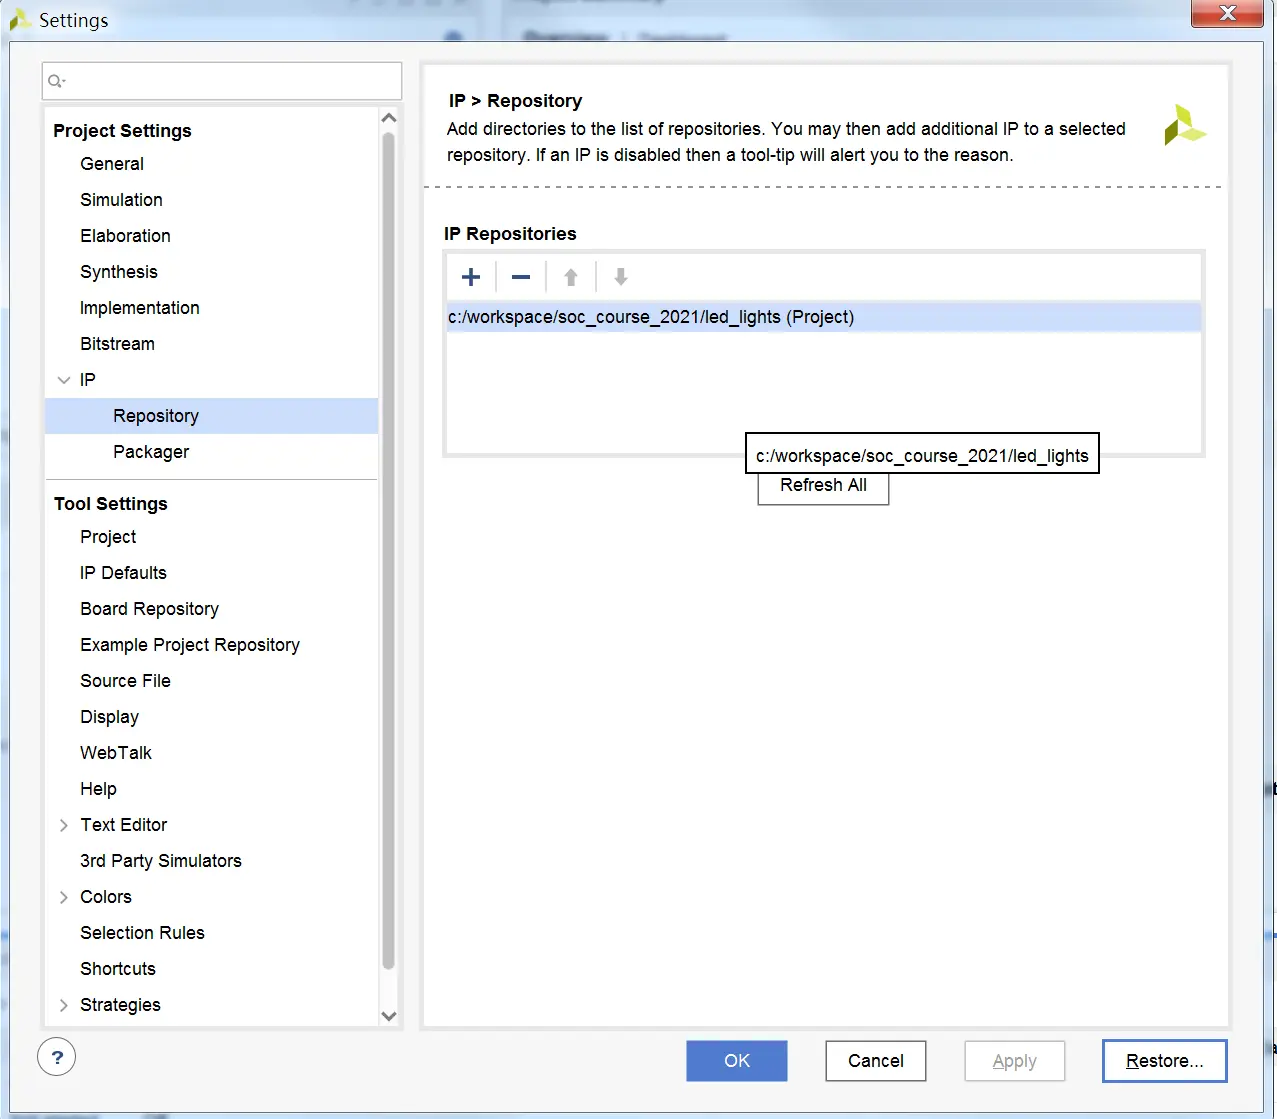 Settings
Project Settings
General
Simulation
Elaboration
Synthesis
Implementation
Bitstream
IP
Repository
Packager
Tool Settings
Project
IP Defaults
Board Repository
Example Project Repository
Source File
Display
WebTalk
Help
Text Editor
3rd Party Simulators
Colors
Selection Rules
Shortcuts
Strategies
IP > Repository
Add directories to the list of repositories. You may then add additional IP to a selected
repository. If an IP is disabled then a tool-tip will alert you to the reason.
IP Repositories
c:/workspace/soc_course_2021/led_lights (Project)
c:/workspace/soc_course_2021/led_lights
Refresh All
?
OK
Cancel
Apply
Restore...